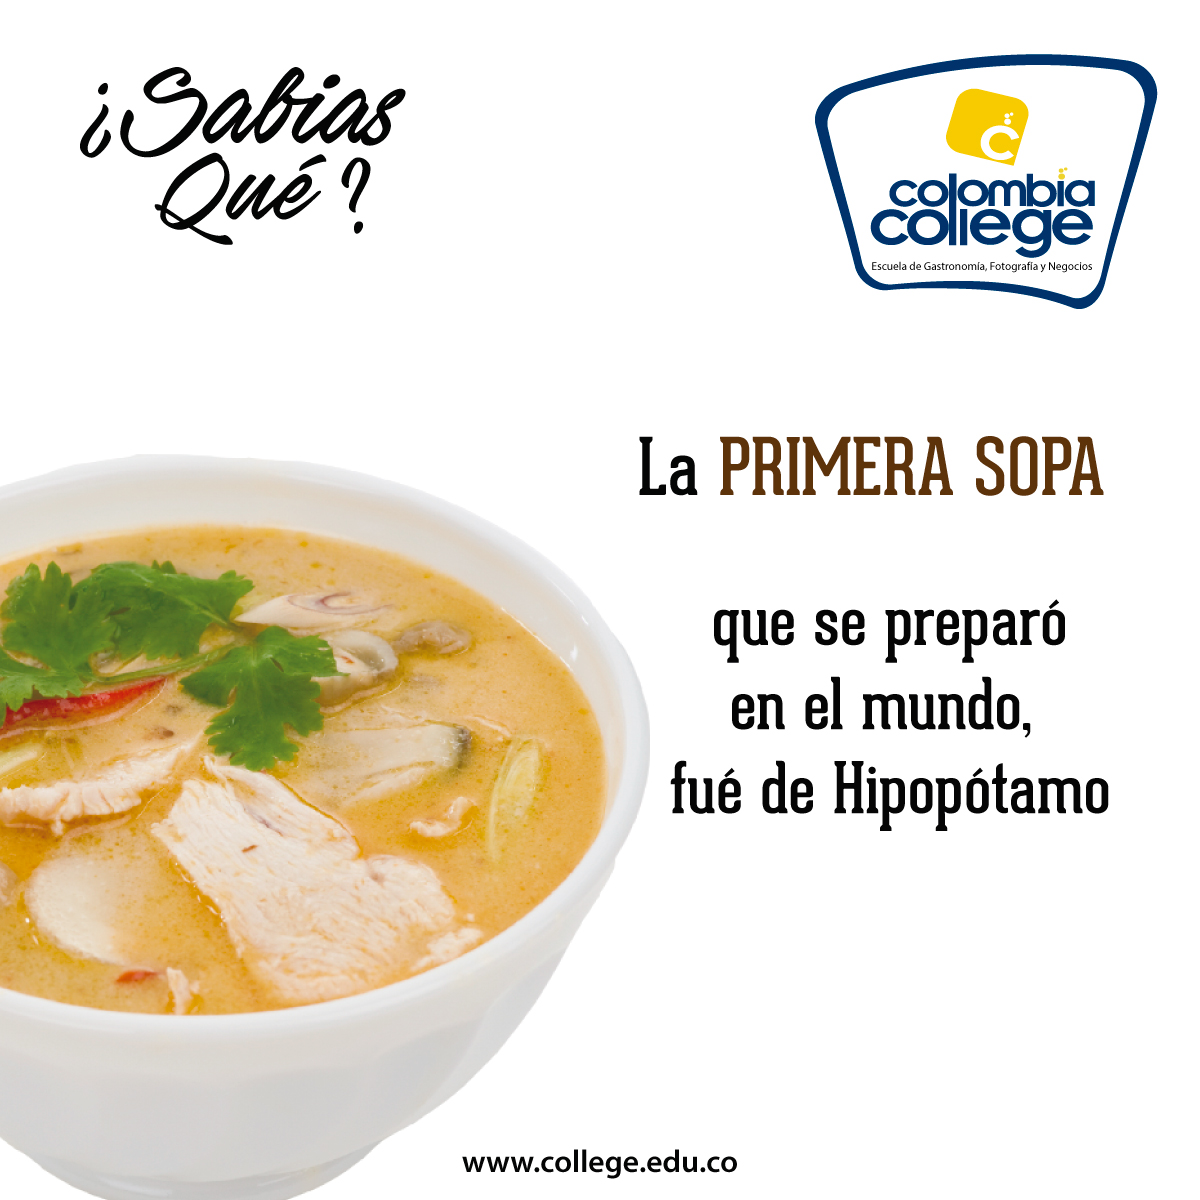 ¿Sabias
Qué?
colombia
college
Escuela de Gastronomía, Fotografía y Negocios
La PRIMERA SOPA
que se preparó
en el mundo,
fué de Hipopótamo
www.college.edu.co